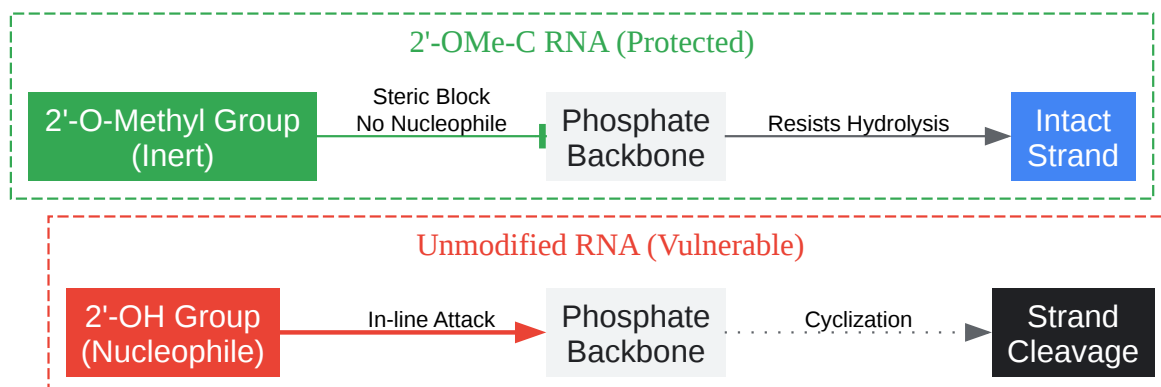 2'-OMe-C RNA (Protected)
2'-O-Methyl Group
(Inert)
Steric Block
No Nucleophile
Phosphate
Backbone
Resists Hydrolysis
Intact
Strand
Unmodified RNA (Vulnerable)
2'-OH Group
(Nucleophile)
In-line Attack
Phosphate
Backbone
Cyclization
Strand
Cleavage